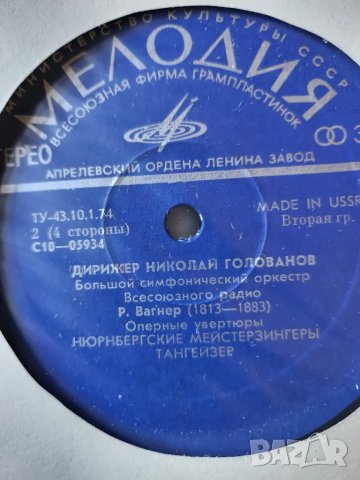 МИНИСТЕРСТВО КУЛЬТУРЫ СССР
МЕЛОДИЯ
ВСЕСОЮЗНАЯ ФИРМА ГРАМПЛАСТИНОК
ТЕРЕО
АПРЕЛЕВСКИЙ ОРДЕНА ЛЕНИНА ЗАВОД
ТУ-43.10.1.74
MADE IN USSR
2 (4 стороны)
Вторая гр.
С10—05934
ДИРИЖЕР НИКОЛАЙ ГОЛОВАНОВ
Большой симфонический оркестр
Всесоюзного радио
Р. Вагнер (1813—1883)
Оперные увертюры
НЮРНБЕРГСКИЕ МЕЙСТЕРЗИНГЕРЫ
ТАНГЕЙЗЕР
BAZAR.BG